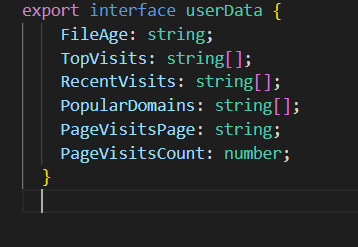 export interface userData {
FileAge: string;
TopVisits: string[];
RecentVisits: string[];
PopularDomains: string[];
PageVisitsPage: string;
PageVisitsCount: number;
}